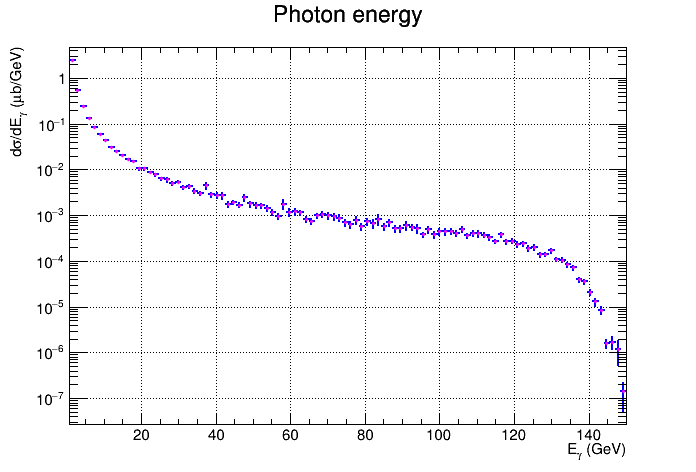 Photon energy
dσ/dE_γ (μb/GeV)
1
10⁻¹
10⁻²
10⁻³
10⁻⁴
10⁻⁵
10⁻⁶
10⁻⁷
20 40 60 80 100 120 140
E_γ (GeV)